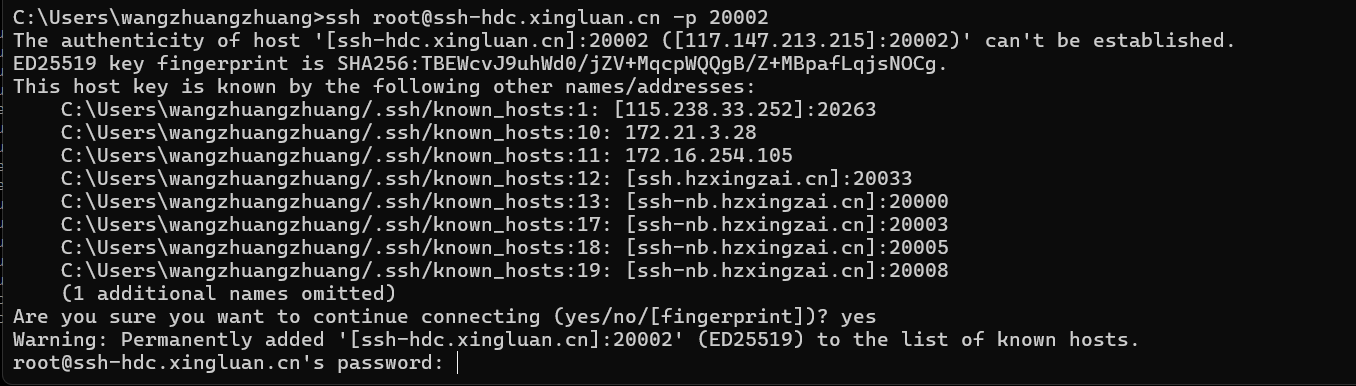 C:\Users\wangzhuangzhuang>ssh root@ssh-hdc.xingluan.cn -p 20002
The authenticity of host '[ssh-hdc.xingluan.cn]:20002 ([117.147.213.215]:20002)' can't be established.
ED25519 key fingerprint is SHA256:TBEWcvJ9uhWd0/jZV+MqcpWQQgB/Z+MBpafLqjsNOCg.
This host key is known by the following other names/addresses:
    C:\Users\wangzhuangzhuang/.ssh/known_hosts:1: [115.238.33.252]:20263
    C:\Users\wangzhuangzhuang/.ssh/known_hosts:10: 172.21.3.28
    C:\Users\wangzhuangzhuang/.ssh/known_hosts:11: 172.16.254.105
    C:\Users\wangzhuangzhuang/.ssh/known_hosts:12: [ssh.hzxingzai.cn]:20033
    C:\Users\wangzhuangzhuang/.ssh/known_hosts:13: [ssh-nb.hzxingzai.cn]:20000
    C:\Users\wangzhuangzhuang/.ssh/known_hosts:17: [ssh-nb.hzxingzai.cn]:20003
    C:\Users\wangzhuangzhuang/.ssh/known_hosts:18: [ssh-nb.hzxingzai.cn]:20005
    C:\Users\wangzhuangzhuang/.ssh/known_hosts:19: [ssh-nb.hzxingzai.cn]:20008
    (1 additional names omitted)
Are you sure you want to continue connecting (yes/no/[fingerprint])? yes
Warning: Permanently added '[ssh-hdc.xingluan.cn]:20002' (ED25519) to the list of known hosts.
root@ssh-hdc.xingluan.cn's password: